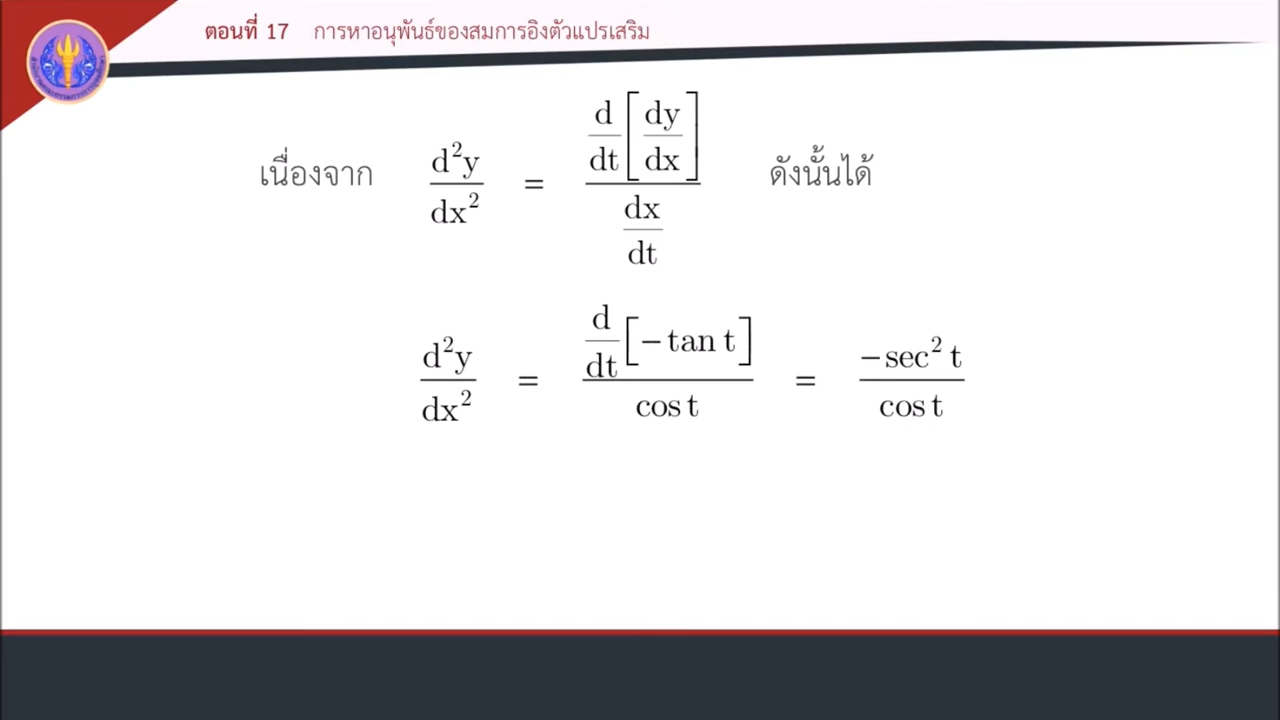 ตอนที่ 17 การหาอนุพันธ์ของสมการอิงตัวแปรเสริม
เนื่องจาก d²y/dx² = d/dt[dy/dx] / dx/dt ดังนั้นได้
d²y/dx² = d/dt[−tan t] / cos t = −sec² t / cos t